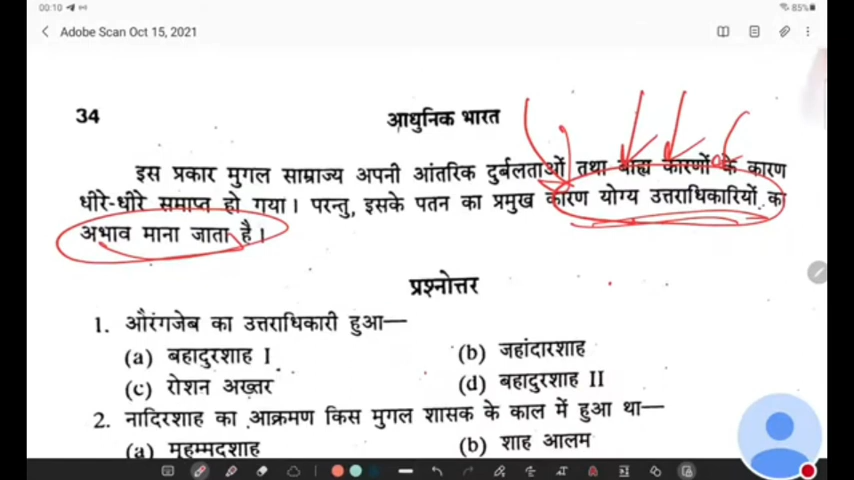 00:10
85%
Adobe Scan Oct 15, 2021
34
आधुनिक भारत
इस प्रकार मुगल साम्राज्य अपनी आंतरिक दुर्बलताओं तथा बाह्य कारणों के कारण
धीरे-धीरे समाप्त हो गया। परन्तु, इसके पतन का प्रमुख कारण योग्य उत्तराधिकारियों का
अभाव माना जाता है।
प्रश्नोत्तर
1. औरंगजेब का उत्तराधिकारी हुआ—
(a) बहादुरशाह I
(b) जहांदारशाह
(c) रोशन अख्तर
(d) बहादुरशाह II
2. नादिरशाह का आक्रमण किस मुगल शासक के काल में हुआ था—
(a) मुहम्मदशाह
(b) शाह आलम